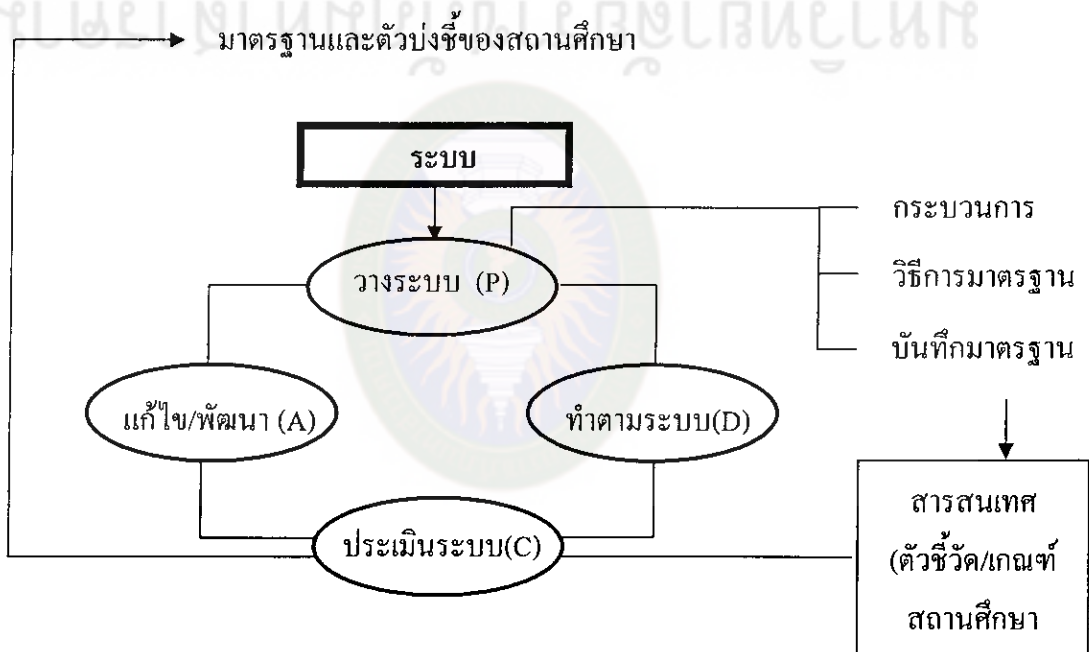 มาตรฐานและตัวบ่งชี้ของสถานศึกษา
ระบบ
กระบวนการ
วางระบบ (P)
วิธีการมาตรฐาน
บันทึกมาตรฐาน
แก้ไข/พัฒนา (A)
ทำตามระบบ(D)
ประเมินระบบ(C)
สารสนเทศ
(ตัวชี้วัด/เกณฑ์
สถานศึกษา